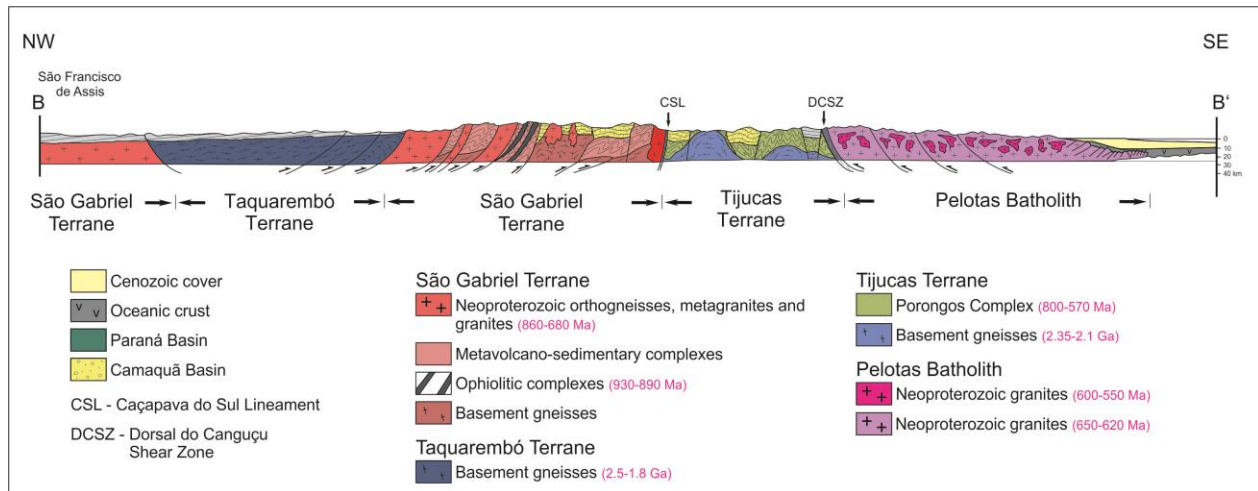 NW
SE
São Francisco
de Assis
B
CSL
DCSZ
B'
0
10
20
30
40 km
São Gabriel
Terrane
Taquarembó
Terrane
São Gabriel
Terrane
Tijucas
Terrane
Pelotas Batholith
Cenozoic cover
Oceanic crust
Paraná Basin
Camaquã Basin
CSL - Caçapava do Sul Lineament
DCSZ - Dorsal do Canguçu
Shear Zone
São Gabriel Terrane
Neoproterozoic orthogneisses, metagranites and
granites (860-680 Ma)
Metavolcano-sedimentary complexes
Ophiolitic complexes (930-890 Ma)
Basement gneisses
Taquarembó Terrane
Basement gneisses (2.5-1.8 Ga)
Tijucas Terrane
Porongos Complex (800-570 Ma)
Basement gneisses (2.35-2.1 Ga)
Pelotas Batholith
Neoproterozoic granites (600-550 Ma)
Neoproterozoic granites (650-620 Ma)